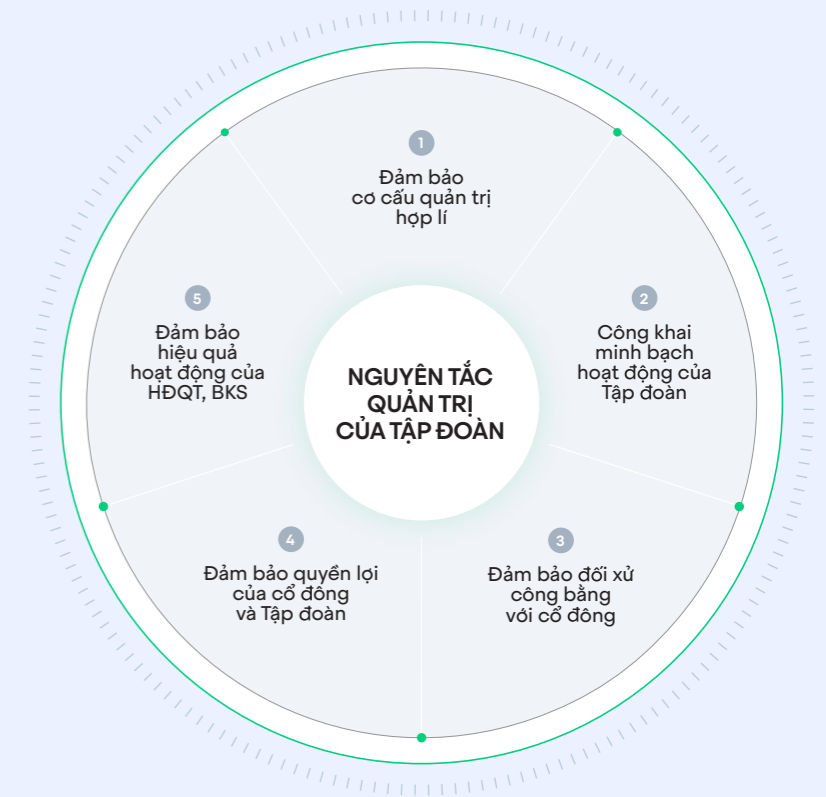 1
Đảm bảo
cơ cấu quản trị
hợp lí
2
Công khai
minh bạch
hoạt động của
Tập đoàn
3
Đảm bảo đối xử
công bằng
với cổ đông
4
Đảm bảo quyền lợi
của cổ đông
và Tập đoàn
5
Đảm bảo
hiệu quả
hoạt động của
HĐQT, BKS
NGUYÊN TẮC
QUẢN TRỊ
CỦA TẬP ĐOÀN